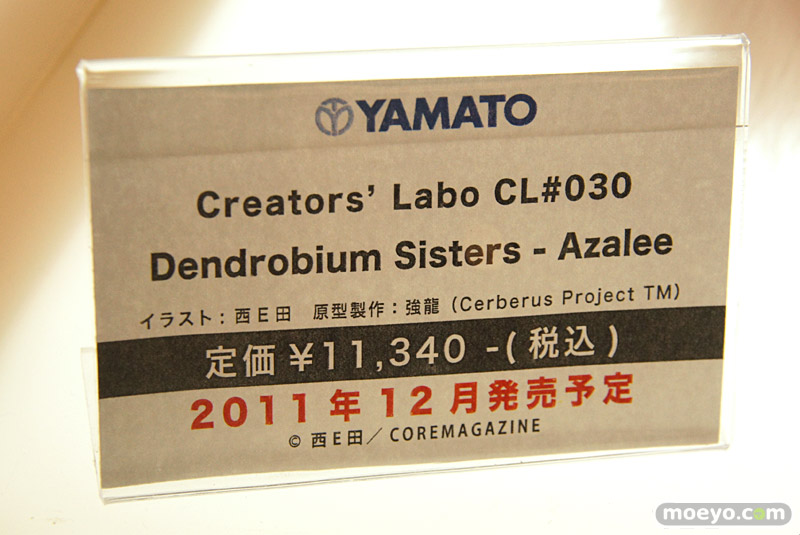 YAMATO
Creators’ Labo CL#030
Dendrobium Sisters - Azalee
イラスト：西E田 原型製作：強龍（Cerberus Project TM）
定価 ¥11,340 -(税込)
2011年12月発売予定
© 西E田／COREMAGAZINE
moeyo.com